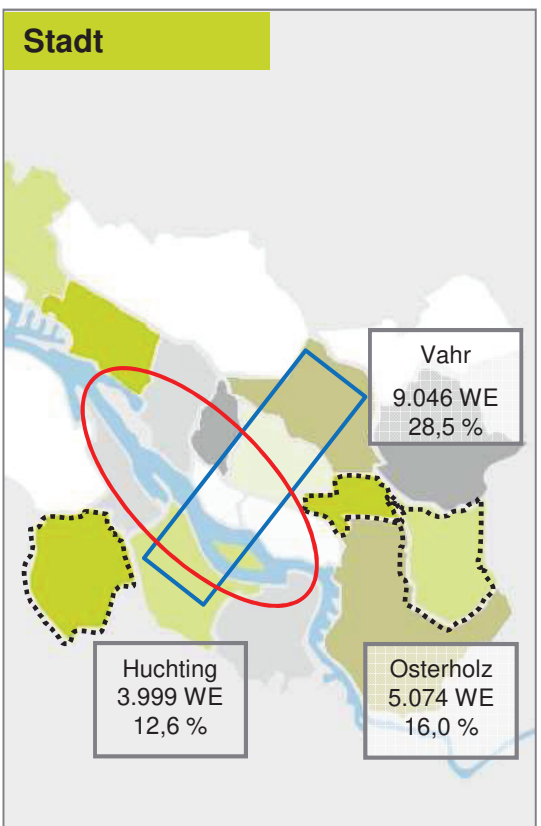 Stadt
Vahr
9.046 WE
28,5 %
Huchting
3.999 WE
12,6 %
Osterholz
5.074 WE
16,0 %